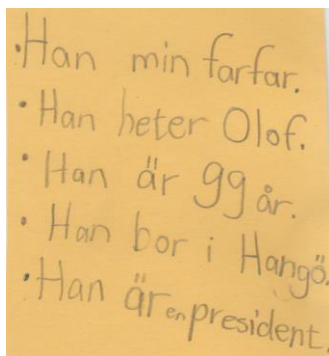 · Han min farfar.
· Han heter Olof.
· Han är 99 år.
· Han bor i Hangö.
· Han är en president.